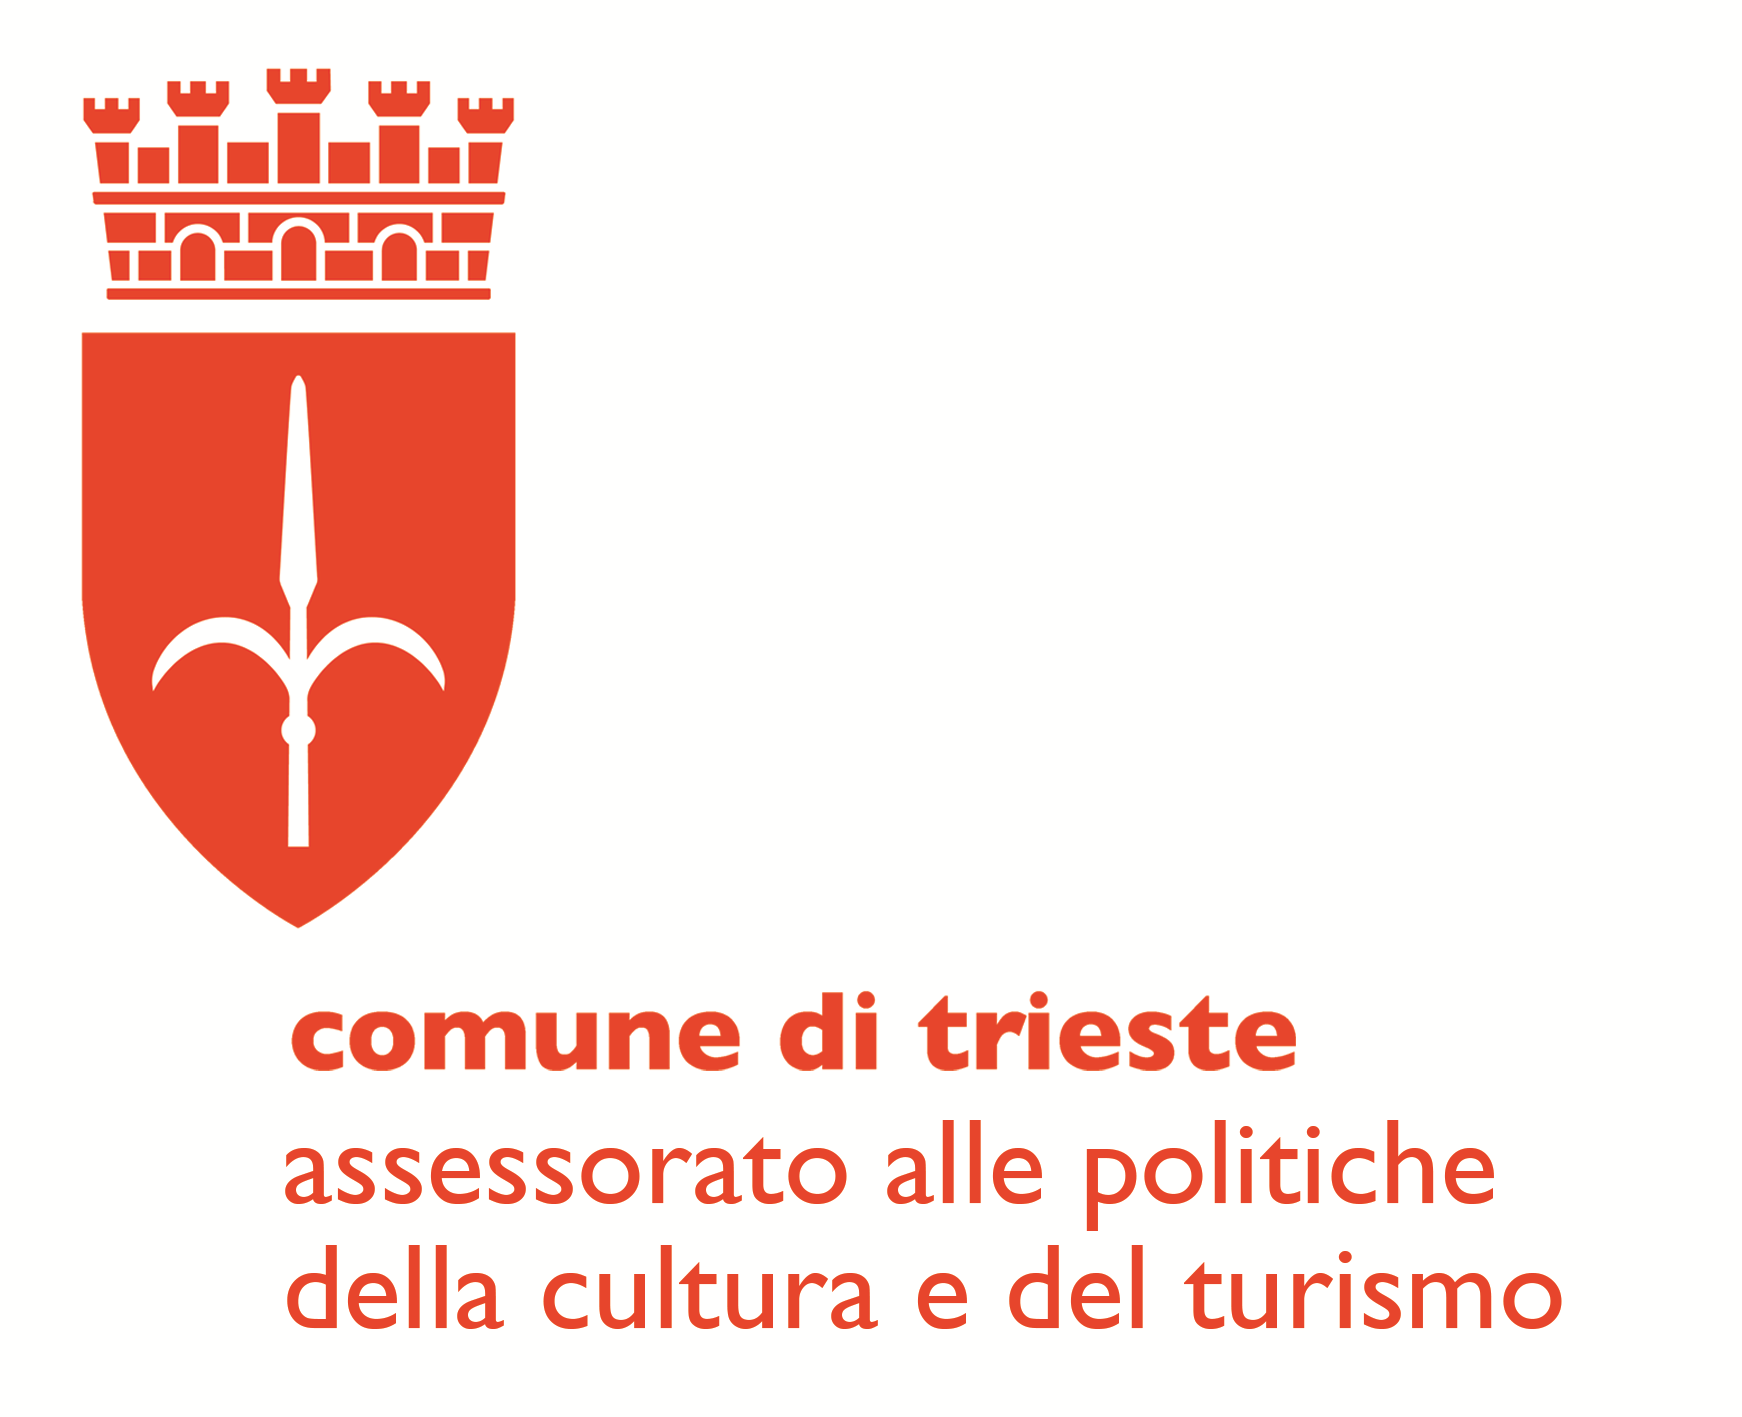 comune di trieste
assessorato alle politiche
della cultura e del turismo